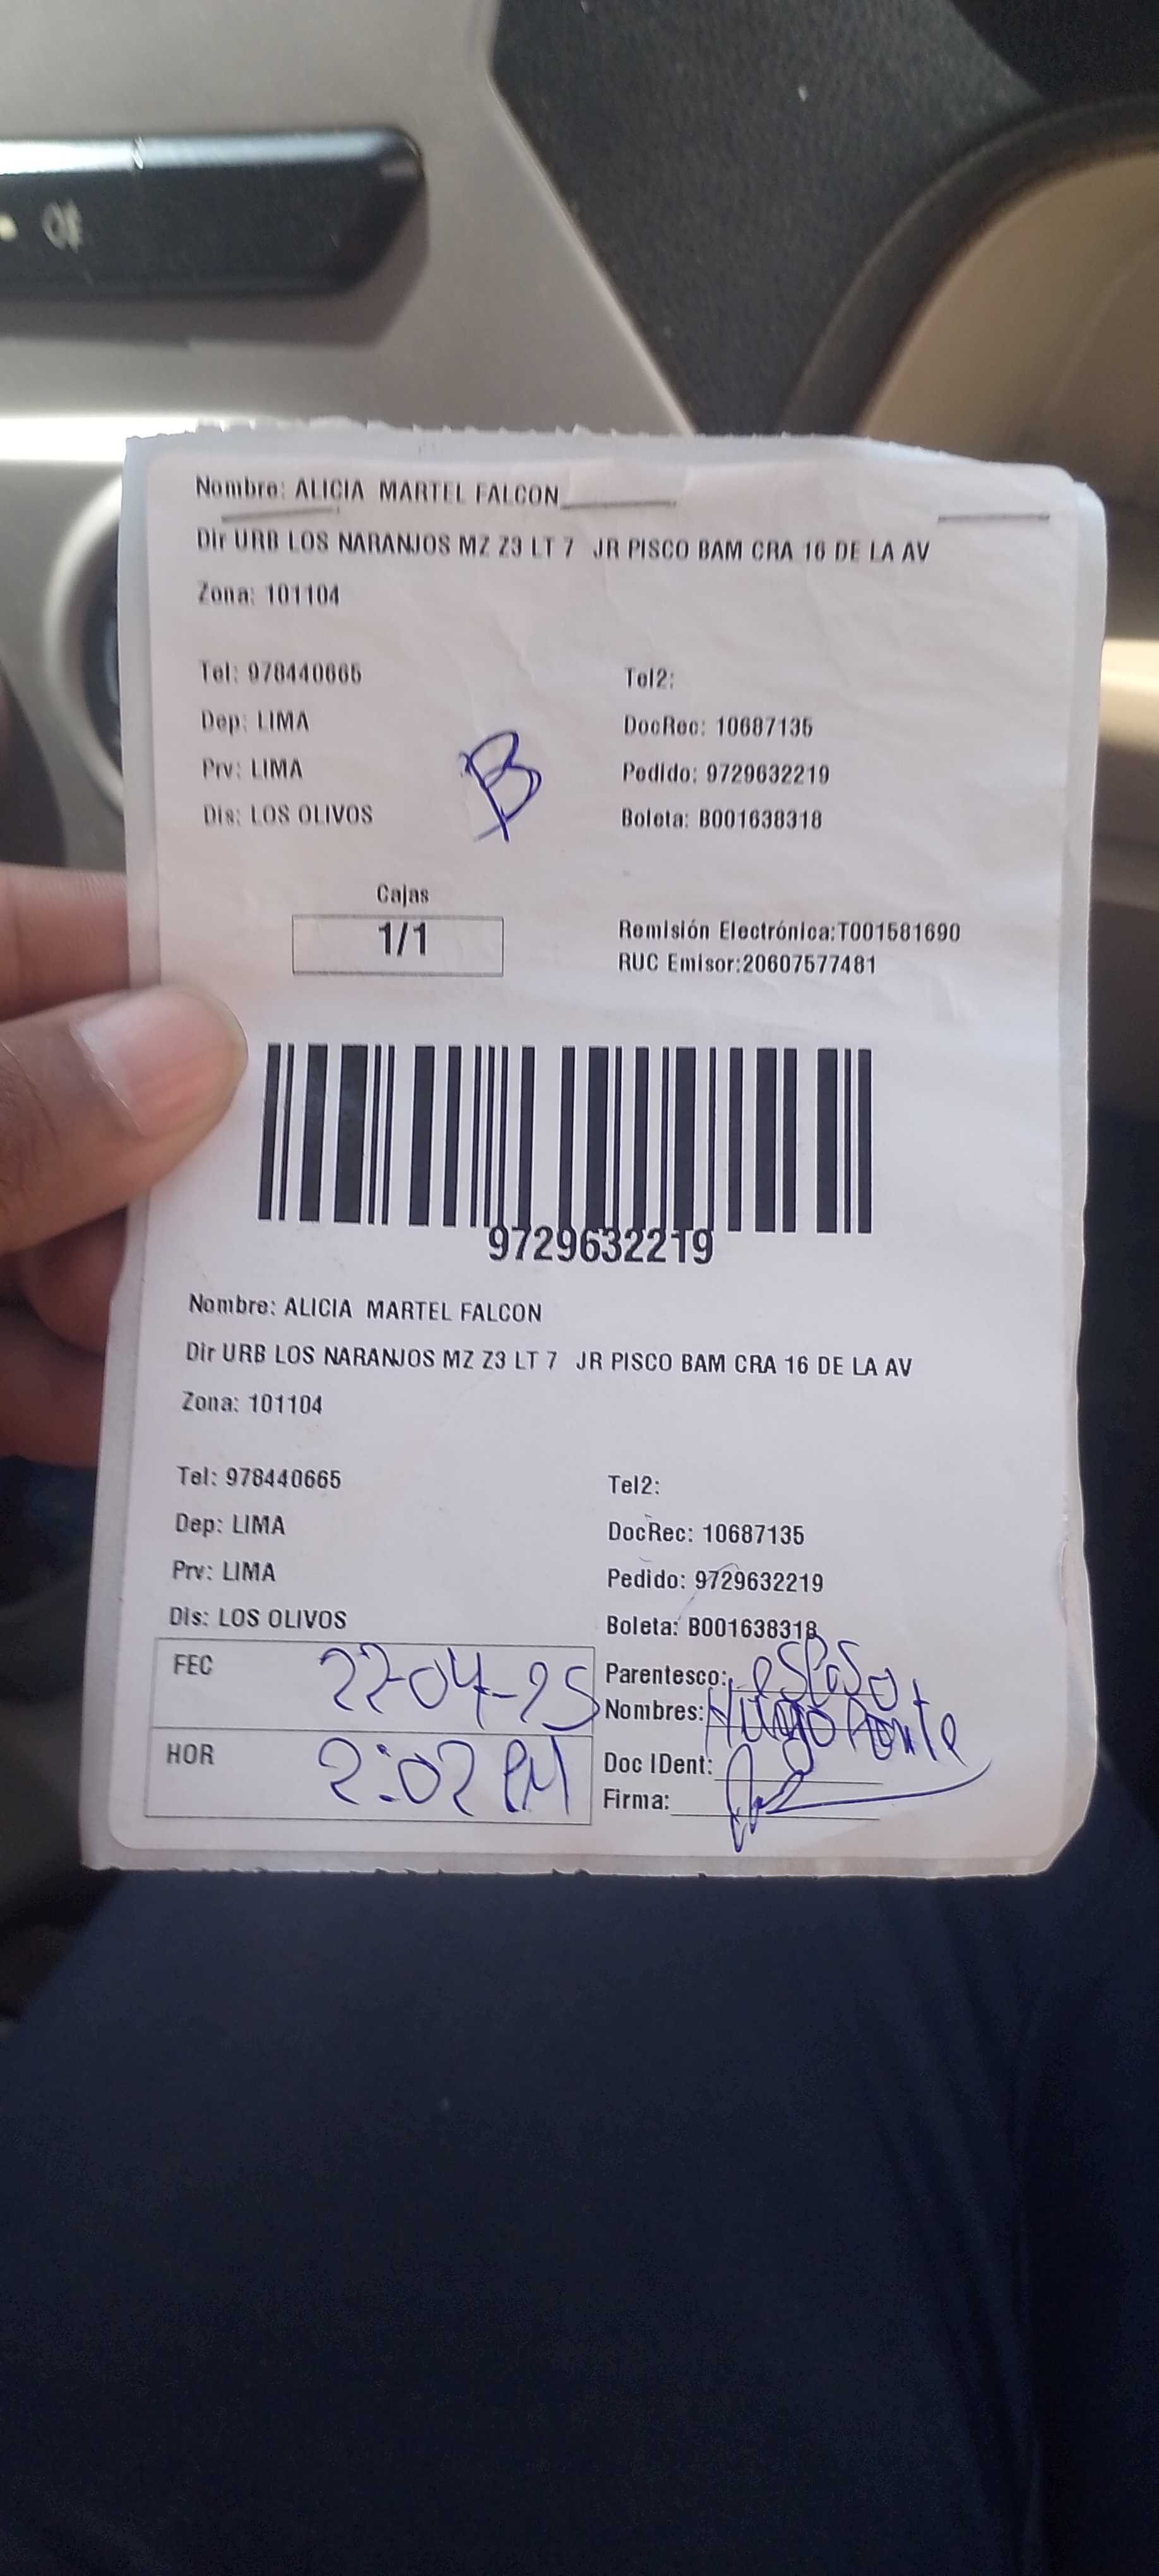 Nombre: ALICIA MARTEL FALCON
Dir URB LOS NARANJOS MZ Z3 LT 7 JR PISCO BAM CRA 16 DE LA AV
Zona: 101104
Tel: 978440665 Tel2:
Dep: LIMA DocRec: 10687135
Prv: LIMA Pedido: 9729632219
Dis: LOS OLIVOS Boleta: B001638318
B
Cajas
1/1
Remisión Electrónica:T001581690
RUC Emisor:20607577481
9729632219
Nombre: ALICIA MARTEL FALCON
Dir URB LOS NARANJOS MZ Z3 LT 7 JR PISCO BAM CRA 16 DE LA AV
Zona: 101104
Tel: 978440665 Tel2:
Dep: LIMA DocRec: 10687135
Prv: LIMA Pedido: 9729632219
Dis: LOS OLIVOS Boleta: B001638318
FEC 22-04-25 Parentesco: esposo
Nombres: Hugo
HOR 2:02 PM Doc IDent:
Firma: